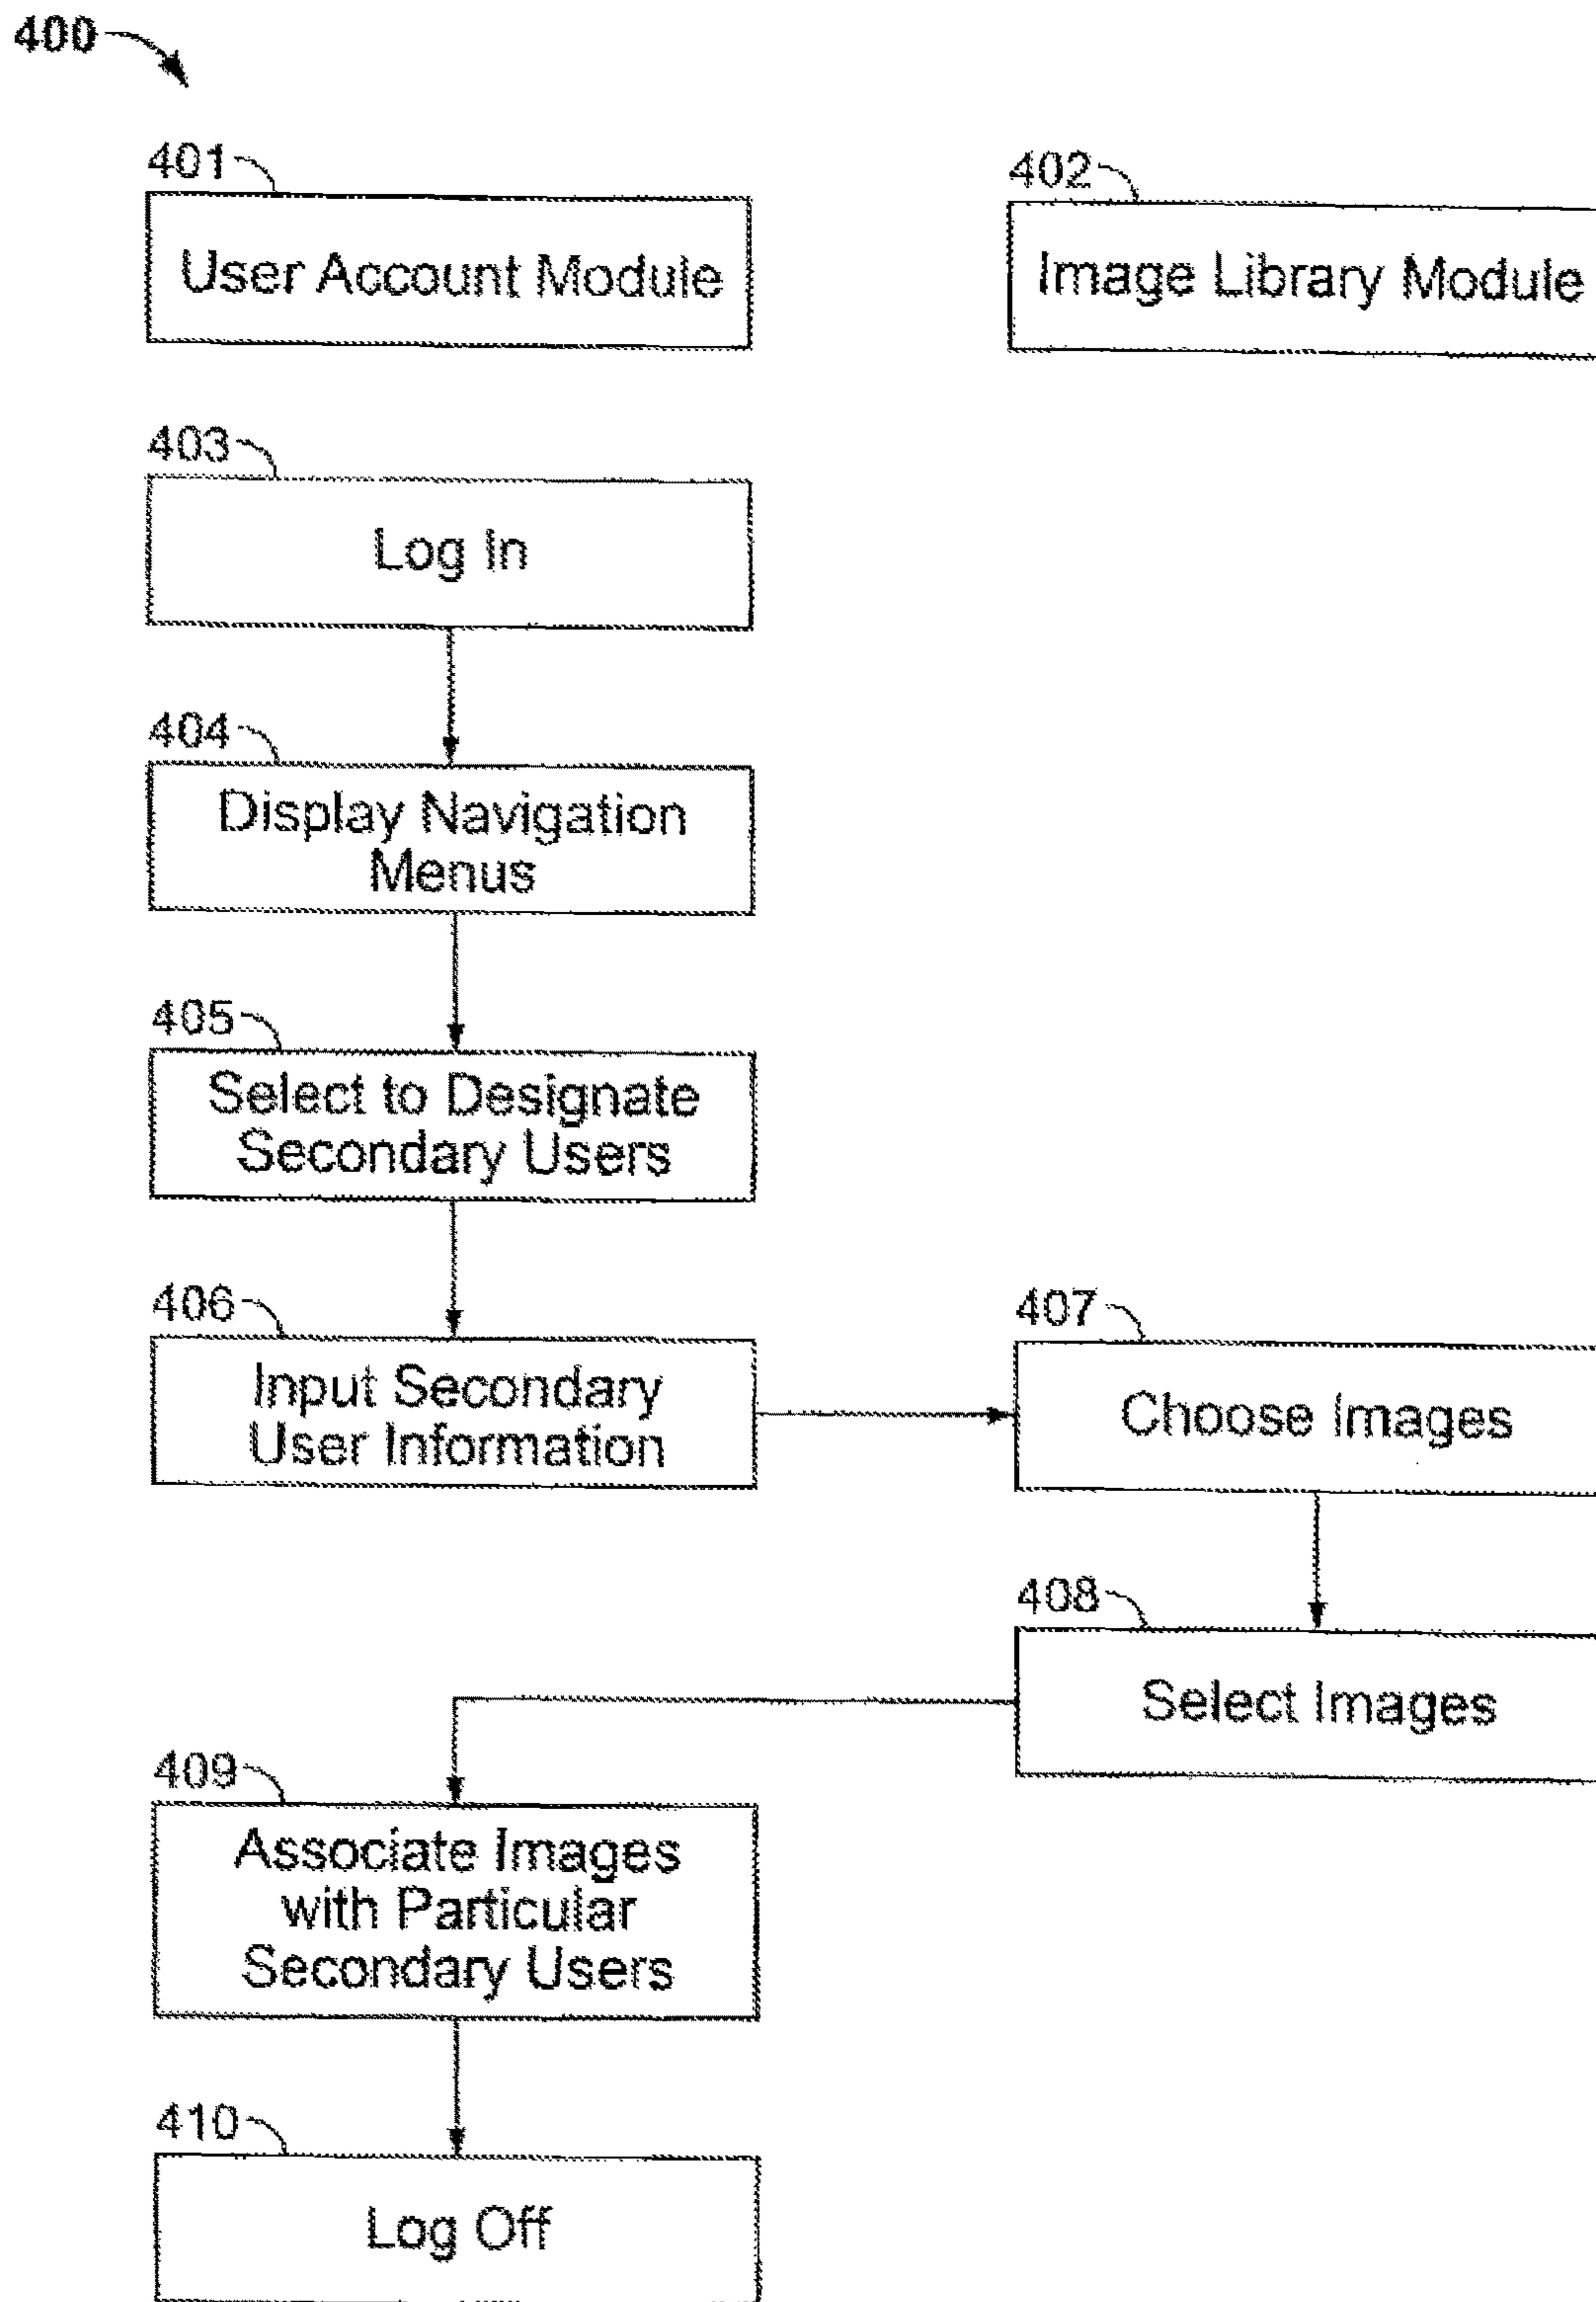 400
401
User Account Module
402
Image Library Module
403
Log In
404
Display Navigation
Menus
405
Select to Designate
Secondary Users
406
Input Secondary
User Information
407
Choose Images
408
Select Images
409
Associate Images
with Particular
Secondary Users
410
Log Off